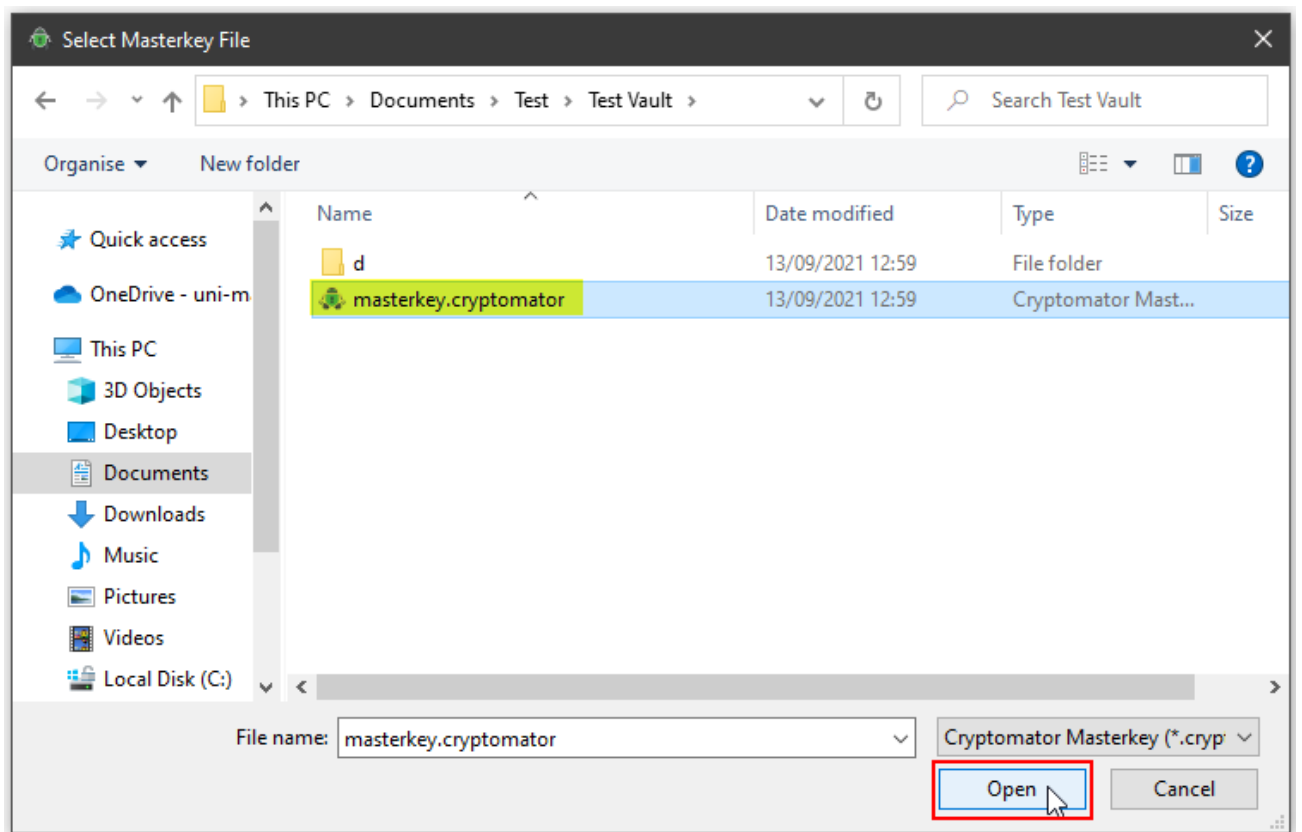 Select Masterkey File
This PC > Documents > Test > Test Vault >
Search Test Vault
Organise
New folder
Name
Date modified
Type
Size
Quick access
OneDrive - uni-m
This PC
3D Objects
Desktop
Documents
Downloads
Music
Pictures
Videos
Local Disk (C:)
d
13/09/2021 12:59
File folder
masterkey.cryptomator
13/09/2021 12:59
Cryptomator Mast...
File name:
masterkey.cryptomator
Cryptomator Masterkey (*.cryp
Open
Cancel